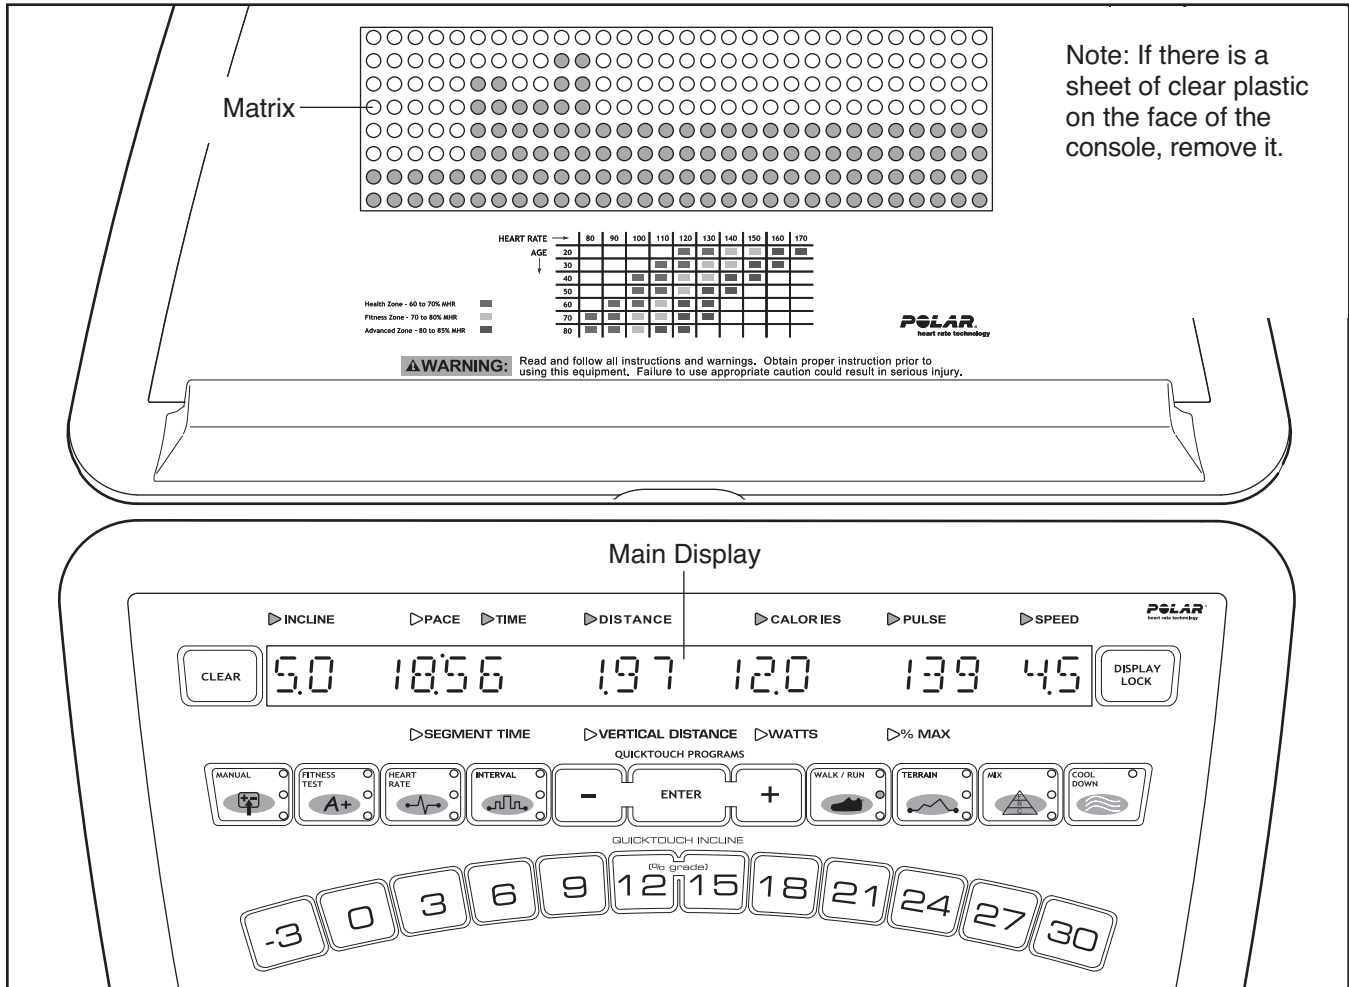 Note: If there is a
sheet of clear plastic
on the face of the
console, remove it.
Matrix
HEART RATE 80 90 100 110 120 130 140 150 160 170
AGE 20
30
40
50
60
70
80
Health Zone - 60 to 70% MHR
Fitness Zone - 70 to 80% MHR
Advanced Zone - 80 to 85% MHR
POLAR.
heart rate technology
WARNING: Read and follow all instructions and warnings. Obtain proper instruction prior to
using this equipment. Failure to use appropriate caution could result in serious injury.
Main Display
INCLINE PACE TIME DISTANCE CALORIES PULSE SPEED
POLAR
heart rate technology
CLEAR 5.0 18:56 1.97 12.0 139 4.5 DISPLAY
LOCK
SEGMENT TIME VERTICAL DISTANCE WATTS % MAX
QUICKTOUCH PROGRAMS
MANUAL
FITNESS
TEST
A+
HEART
RATE
INTERVAL
- ENTER +
WALK / RUN
TERRAIN
MIX
COOL
DOWN
QUICKTOUCH INCLINE
(% grade)
-3 0 3 6 9 12 15 18 21 24 27 30